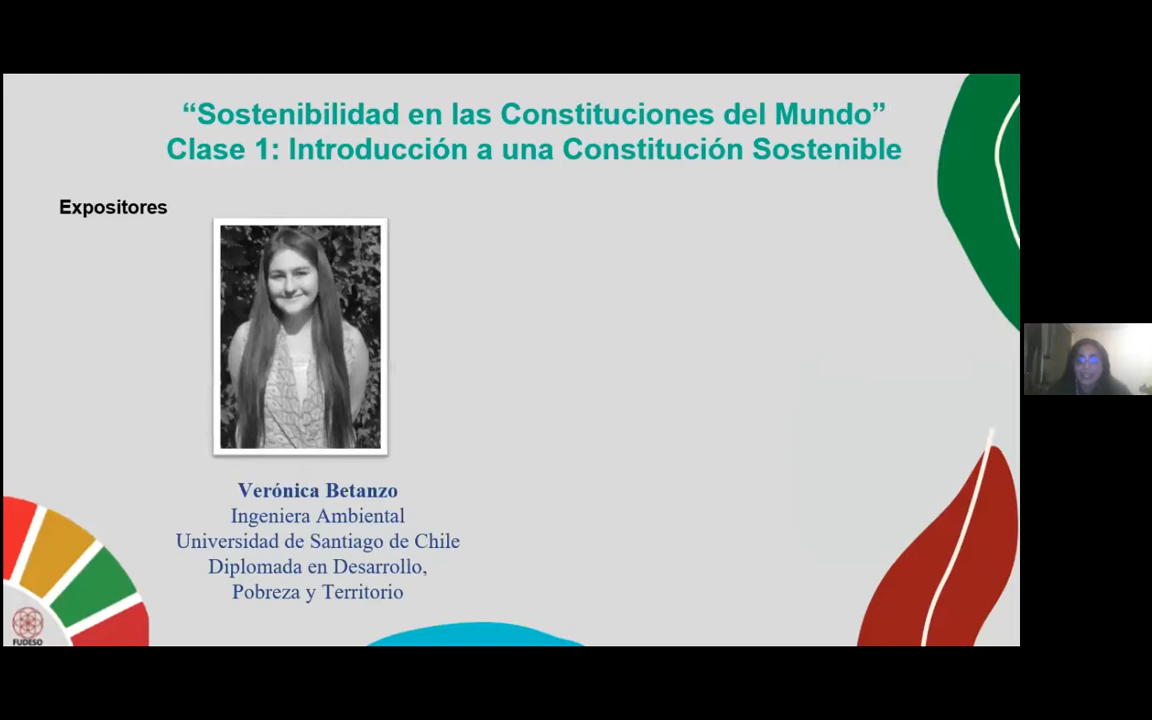 “Sostenibilidad en las Constituciones del Mundo”
Clase 1: Introducción a una Constitución Sostenible
Expositores
Verónica Betanzo
Ingeniera Ambiental
Universidad de Santiago de Chile
Diplomada en Desarrollo,
Pobreza y Territorio
FUDESO